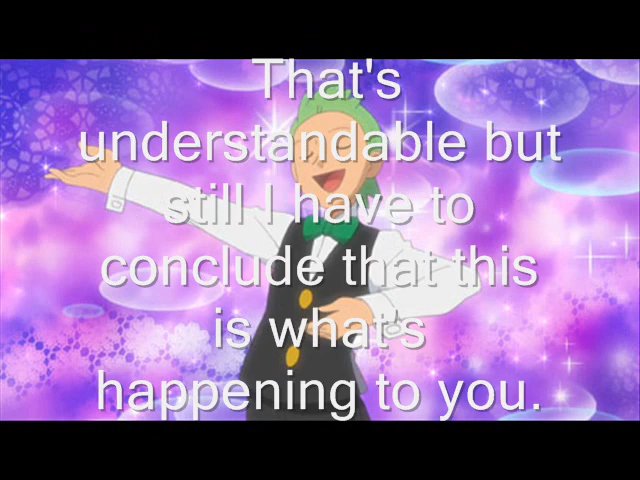 That's
understandable but
still I have to
conclude that this
is what's
happening to you.